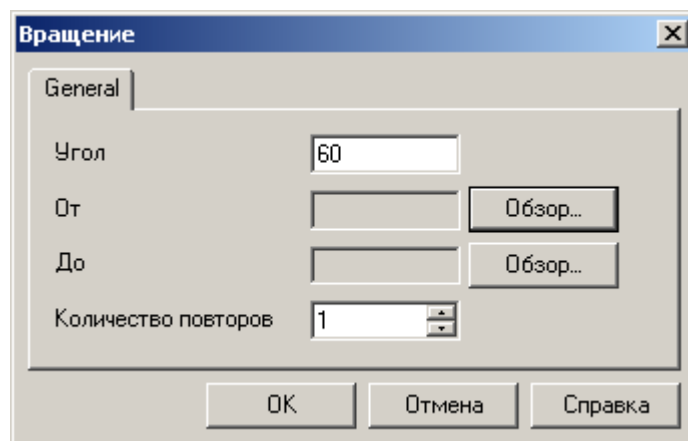 Вращение
General
Угол 60
От Обзор...
До Обзор...
Количество повторов 1
OK Отмена Справка